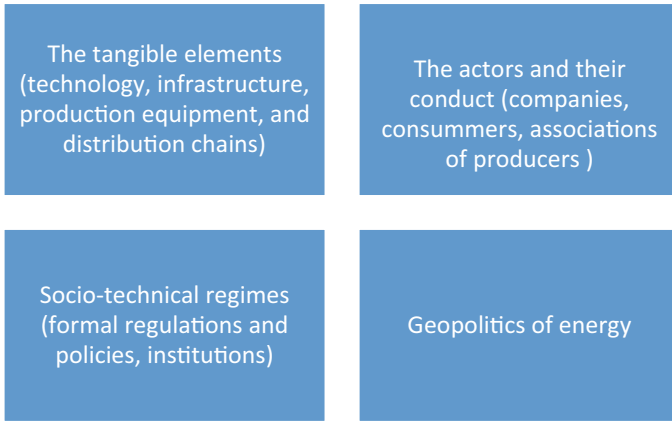 The tangible elements
(technology, infrastructure,
production equipment, and
distribution chains)
The actors and their
conduct (companies,
consummers, associations
of producers )
Socio-technical regimes
(formal regulations and
policies, institutions)
Geopolitics of energy